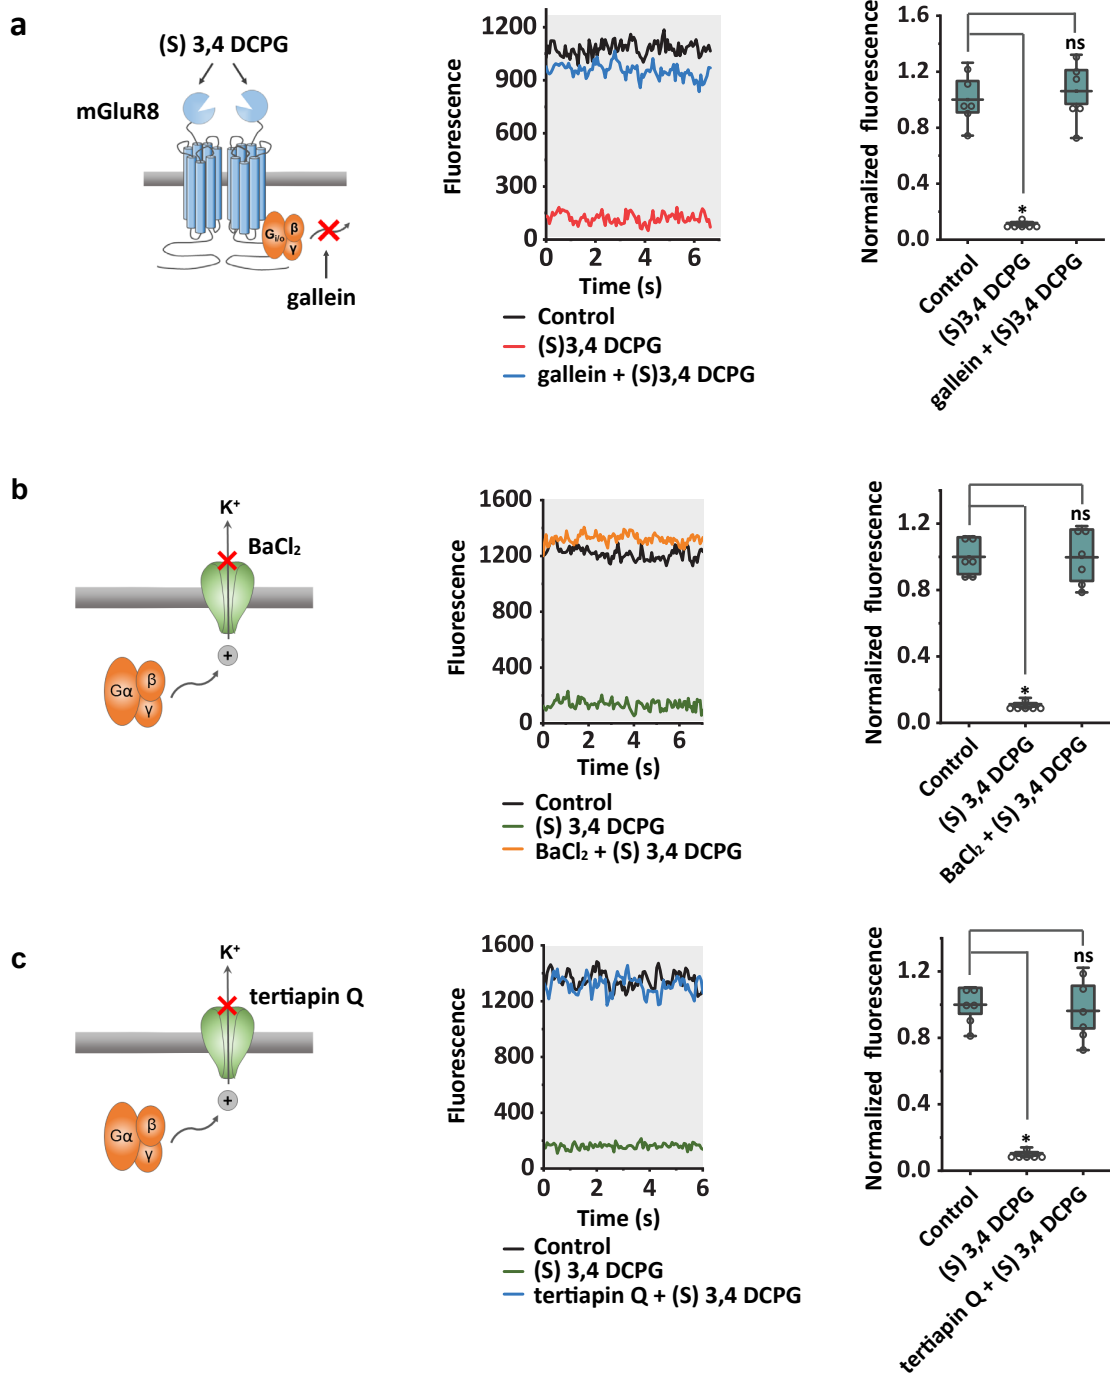 a
(S) 3,4 DCPG
mGluR8
Gi/o
β
γ
gallein
Fluorescence
1200
900
600
300
0
0 2 4 6
Time (s)
Control
(S)3,4 DCPG
gallein + (S)3,4 DCPG
Normalized fluorescence
1.6
1.2
0.8
0.4
0.0
ns
*
Control
(S)3,4 DCPG
gallein + (S)3,4 DCPG
b
K⁺
BaCl₂
+
Gα
β
γ
Fluorescence
1600
1200
800
400
0
0 2 4 6
Time (s)
Control
(S) 3,4 DCPG
BaCl₂ + (S) 3,4 DCPG
Normalized fluorescence
1.2
0.8
0.4
0.0
ns
*
Control
(S) 3,4 DCPG
BaCl₂ + (S) 3,4 DCPG
c
K⁺
tertiapin Q
+
Gα
β
γ
Fluorescence
1600
1200
800
400
0
0 2 4 6
Time (s)
Control
(S) 3,4 DCPG
tertiapin Q + (S) 3,4 DCPG
Normalized fluorescence
1.2
0.8
0.4
0.0
ns
*
Control
(S) 3,4 DCPG
tertiapin Q + (S) 3,4 DCPG